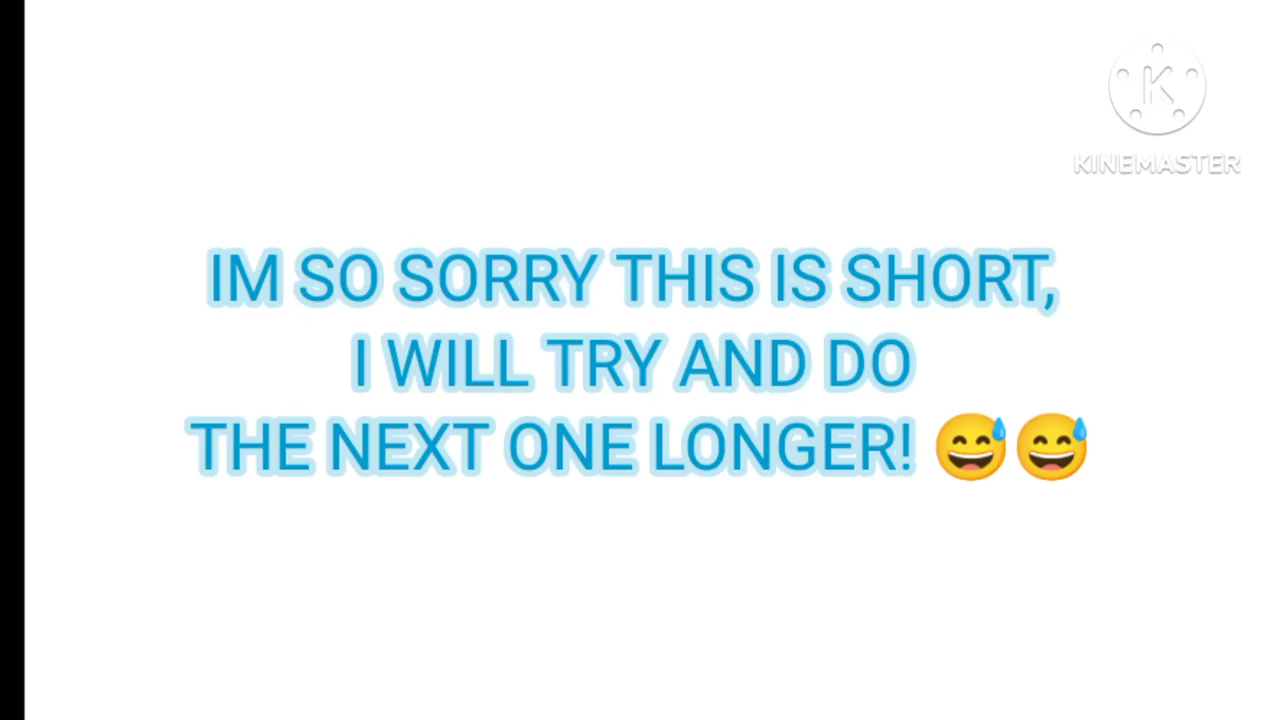 K
KINEMASTER
IM SO SORRY THIS IS SHORT,
I WILL TRY AND DO
THE NEXT ONE LONGER! 😅😅